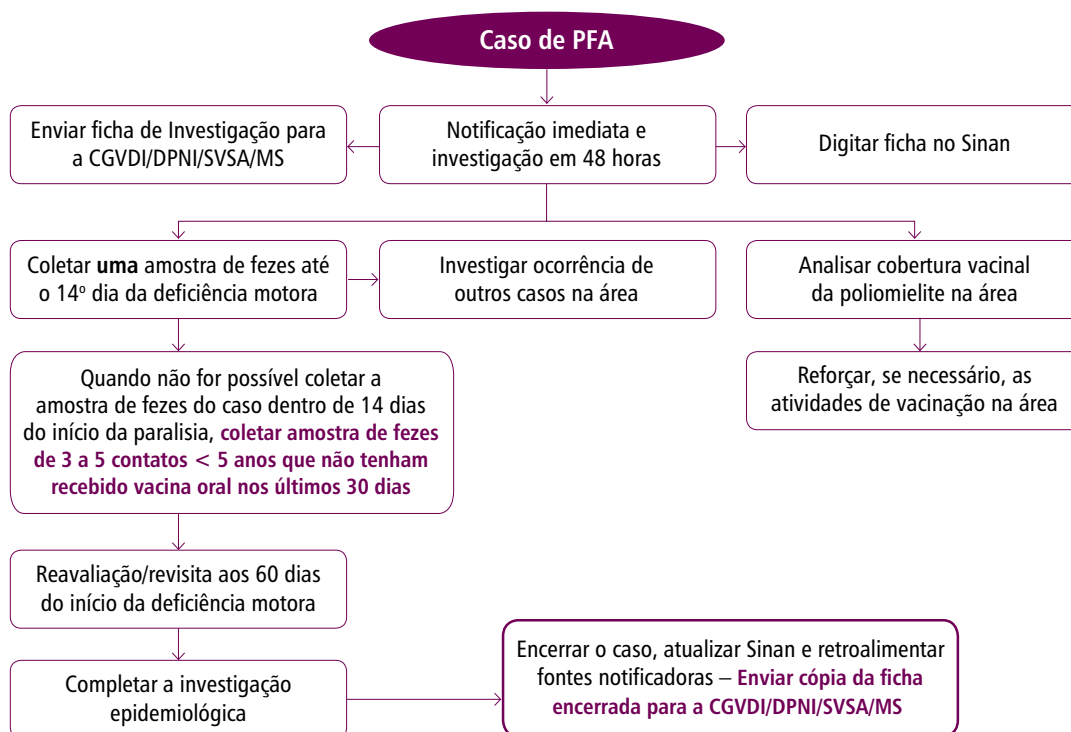 Caso de PFA
Enviar ficha de Investigação para
a CGVDI/DPNI/SVSA/MS
Notificação imediata e
investigação em 48 horas
Digitar ficha no Sinan
Coletar uma amostra de fezes até
o 14º dia da deficiência motora
Investigar ocorrência de
outros casos na área
Analisar cobertura vacinal
da poliomielite na área
Quando não for possível coletar a
amostra de fezes do caso dentro de 14 dias
do início da paralisia, coletar amostra de fezes
de 3 a 5 contatos < 5 anos que não tenham
recebido vacina oral nos últimos 30 dias
Reforçar, se necessário, as
atividades de vacinação na área
Reavaliação/revisita aos 60 dias
do início da deficiência motora
Completar a investigação
epidemiológica
Encerrar o caso, atualizar Sinan e retroalimentar
fontes notificadoras – Enviar cópia da ficha
encerrada para a CGVDI/DPNI/SVSA/MS